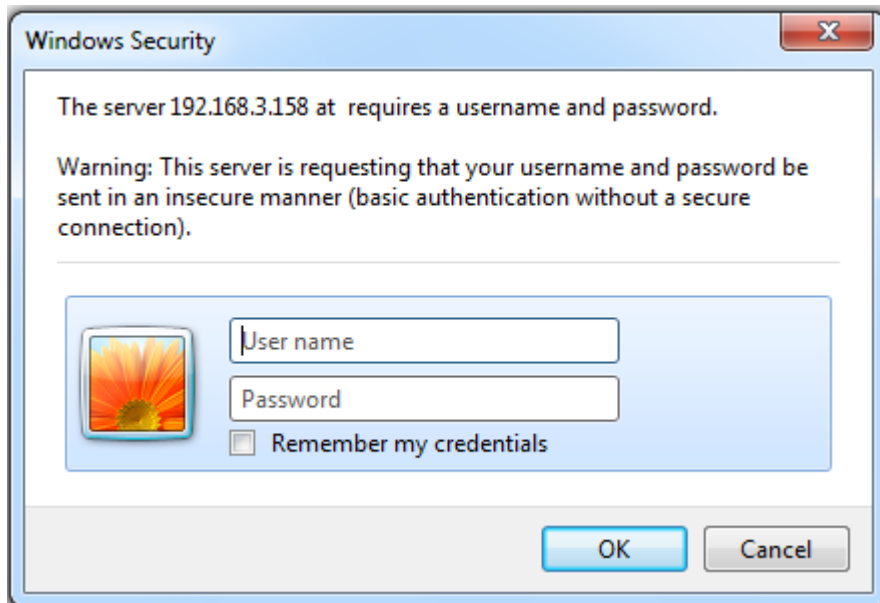 Windows Security
The server 192.168.3.158 at  requires a username and password.
Warning: This server is requesting that your username and password be
sent in an insecure manner (basic authentication without a secure
connection).
User name
Password
Remember my credentials
OK
Cancel